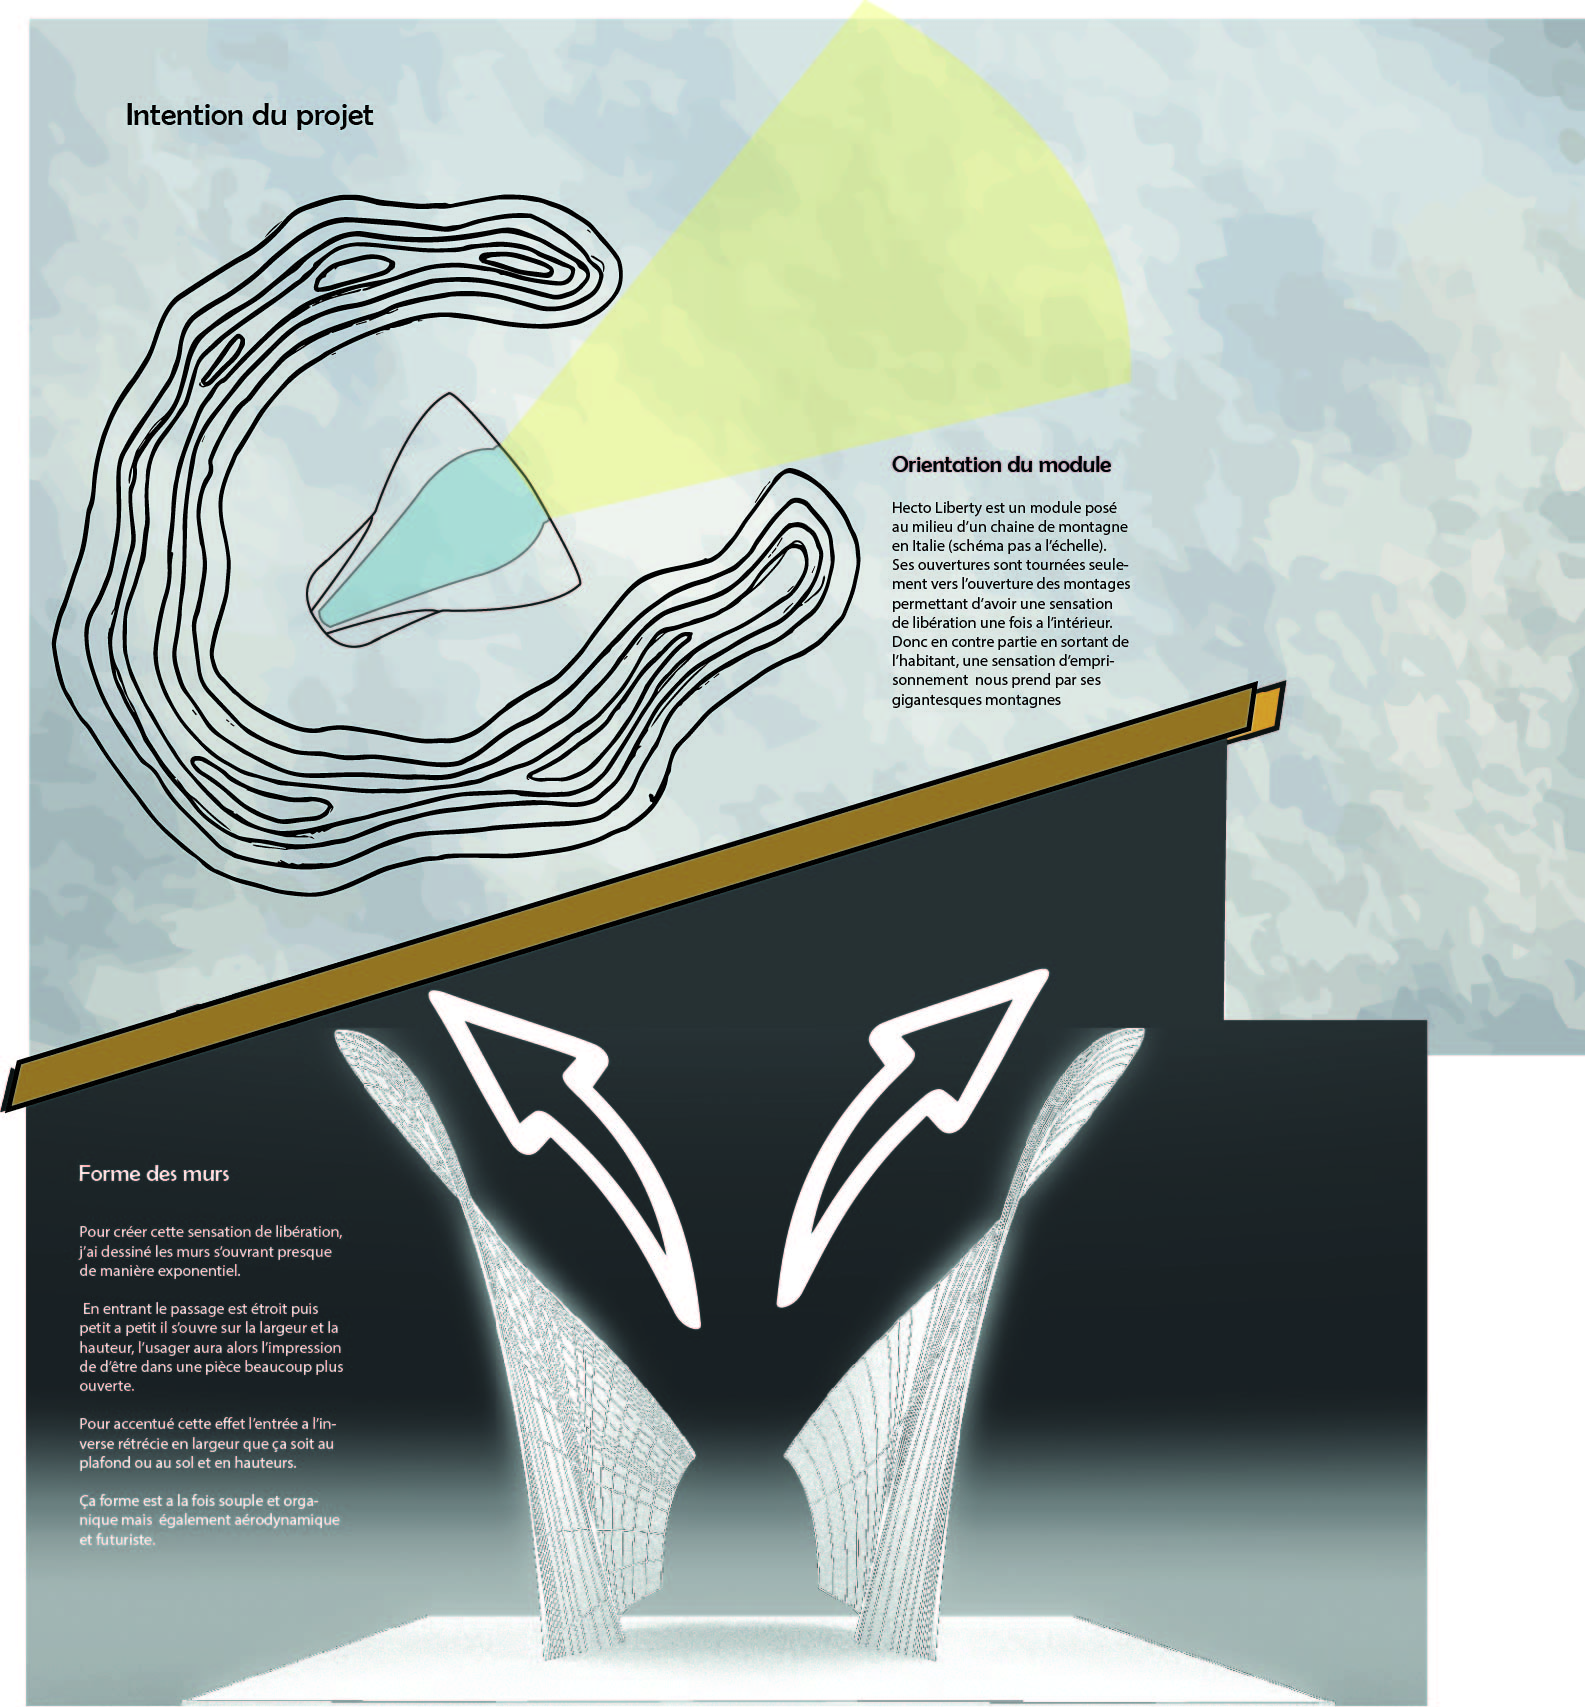 Intention du projet
Orientation du module
Hecto Liberty est un module posé
au milieu d'un chaine de montagne
en Italie (schéma pas a l'échelle).
Ses ouvertures sont tournées seule-
ment vers l'ouverture des montages
permettant d'avoir une sensation
de libération une fois a l'intérieur.
Donc en contre partie en sortant de
l'habitant, une sensation d'empri-
sonnement nous prend par ses
gigantesques montagnes
Forme des murs
Pour créer cette sensation de libération,
j'ai dessiné les murs s'ouvrant presque
de manière exponentiel.
En entrant le passage est étroit puis
petit a petit il s'ouvre sur la largeur et la
hauteur, l'usager aura alors l'impression
de d'être dans une pièce beaucoup plus
ouverte.
Pour accentué cette effet l'entrée a l'in-
verse rétrécie en largeur que ça soit au
plafond ou au sol et en hauteurs.
Ça forme est a la fois souple et orga-
nique mais également aérodynamique
et futuriste.